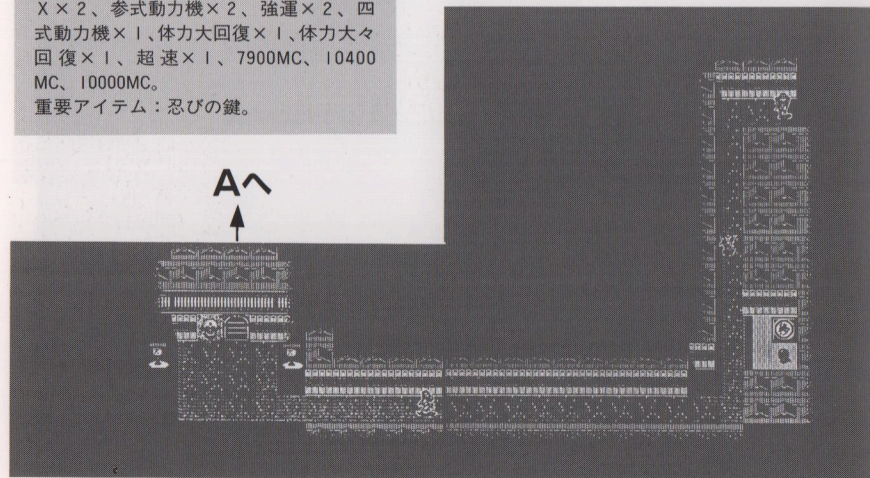 X×2、参式動力機×2、強運×2、四
式動力機×1、体力大回復×1、体力大々
回復×1、超速×1、7900MC、10400
MC、10000MC。
重要アイテム：忍びの鍵。
Aへ